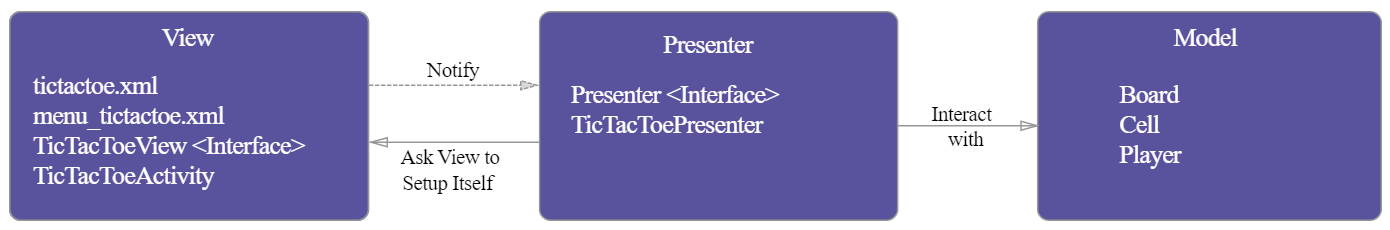 View
tictactoe.xml
menu_tictactoe.xml
TicTacToeView <Interface>
TicTacToeActivity
Notify
Ask View to
Setup Itself
Presenter
Presenter <Interface>
TicTacToePresenter
Interact
with
Model
Board
Cell
Player